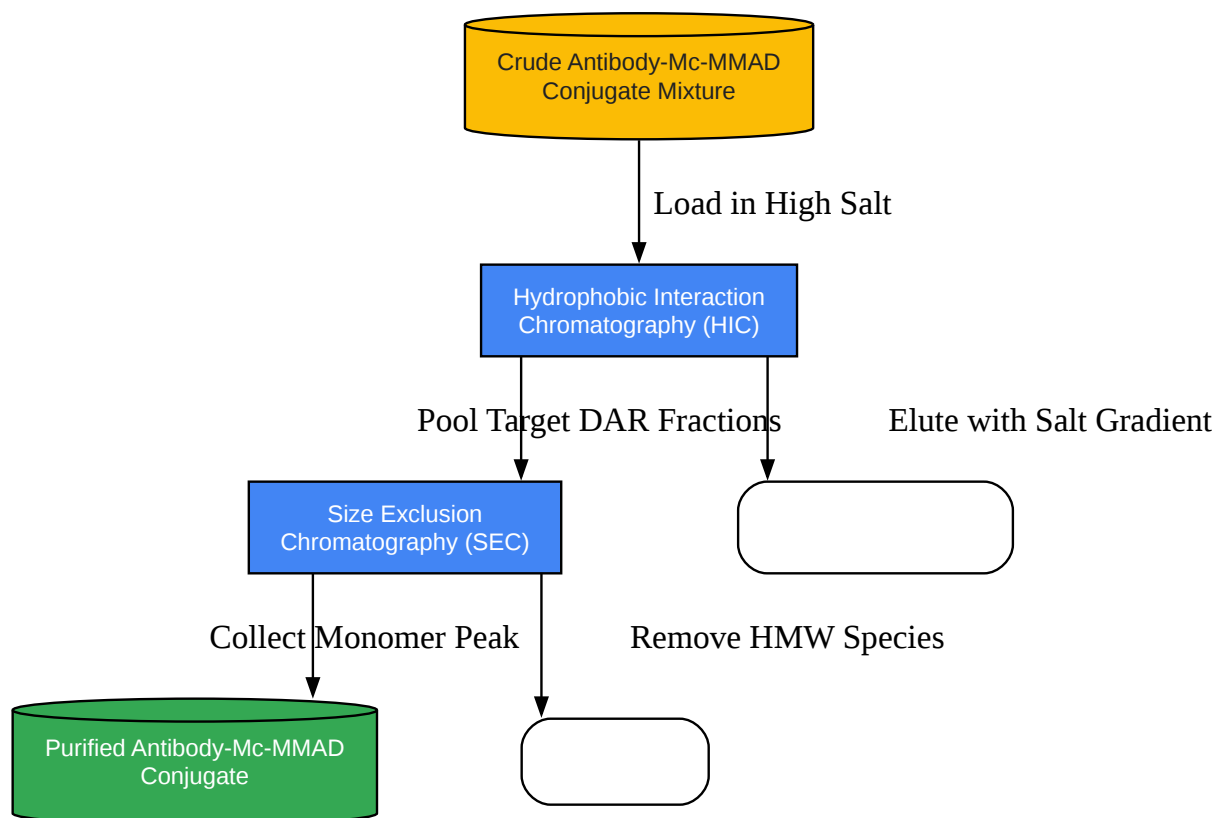 Crude Antibody-Mc-MMAD
Conjugate Mixture
Load in High Salt
Hydrophobic Interaction
Chromatography (HIC)
Pool Target DAR Fractions
Elute with Salt Gradient
Size Exclusion
Chromatography (SEC)
Collect Monomer Peak
Remove HMW Species
Purified Antibody-Mc-MMAD
Conjugate